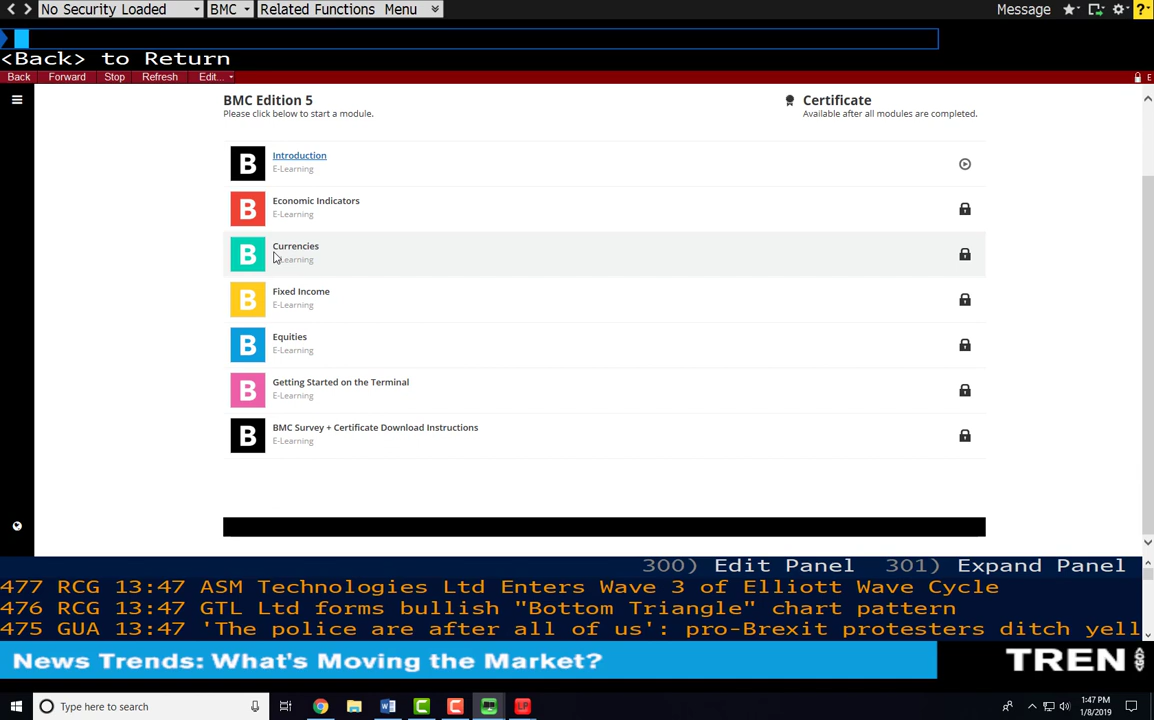 No Security Loaded BMC Related Functions Menu Message ?
<Back> to Return
Back Forward Stop Refresh Edit... E
BMC Edition 5
Please click below to start a module.
Certificate
Available after all modules are completed.
B Introduction
E-Learning
B Economic Indicators
E-Learning
B Currencies
Learning
B Fixed Income
E-Learning
B Equities
E-Learning
B Getting Started on the Terminal
E-Learning
B BMC Survey + Certificate Download Instructions
E-Learning
300) Edit Panel 301) Expand Panel
477 RCG 13:47 ASM Technologies Ltd Enters Wave 3 of Elliott Wave Cycle
476 RCG 13:47 GTL Ltd forms bullish "Bottom Triangle" chart pattern
475 GUA 13:47 'The police are after all of us': pro-Brexit protesters ditch yell
News Trends: What's Moving the Market? TREN
Type here to search
1:47 PM
1/8/2019